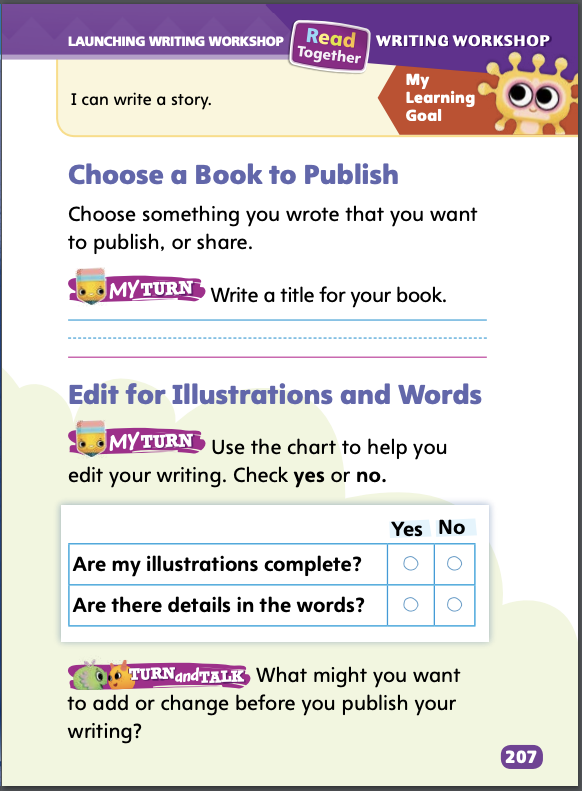 LAUNCHING WRITING WORKSHOP
Read
Together
WRITING WORKSHOP
I can write a story.
My
Learning
Goal
Choose a Book to Publish
Choose something you wrote that you want
to publish, or share.
MY TURN Write a title for your book.
Edit for Illustrations and Words
MY TURN Use the chart to help you
edit your writing. Check yes or no.
Yes No
Are my illustrations complete?
Are there details in the words?
TURN and TALK What might you want
to add or change before you publish your
writing?
207